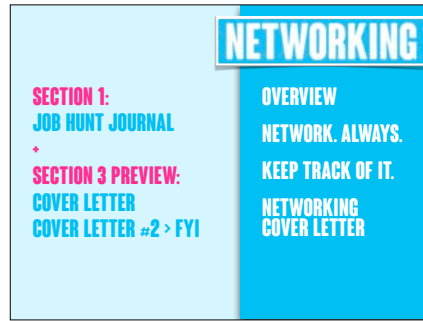 NETWORKING
SECTION 1:
JOB HUNT JOURNAL
+
SECTION 3 PREVIEW:
COVER LETTER
COVER LETTER #2 > FYI
OVERVIEW
NETWORK. ALWAYS.
KEEP TRACK OF IT.
NETWORKING
COVER LETTER